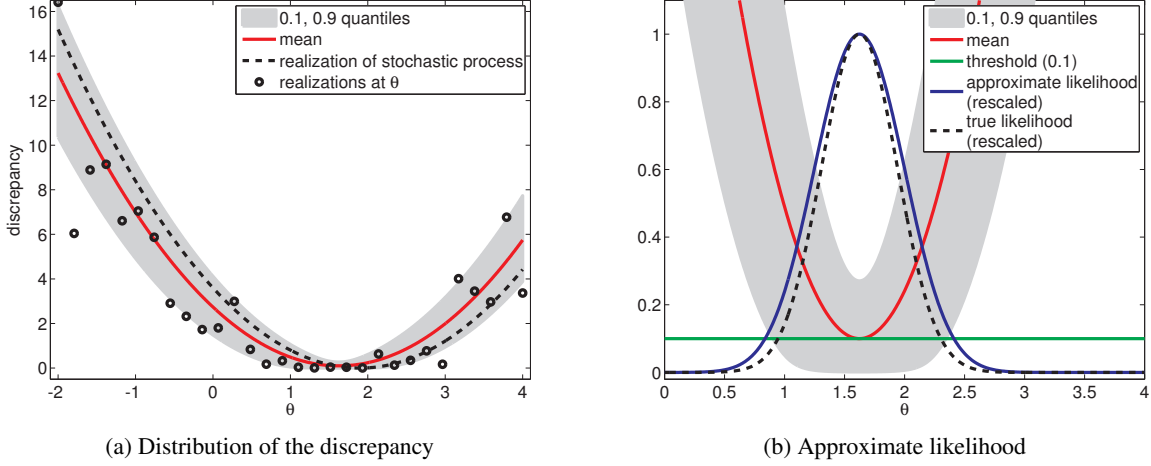 16
14
12
10
8
6
4
2
0
discrepancy
-2
-1
0
1
2
3
4
θ
0.1, 0.9 quantiles
mean
realization of stochastic process
realizations at θ
(a) Distribution of the discrepancy
1
0.8
0.6
0.4
0.2
0
0
0.5
1
1.5
2
2.5
3
3.5
4
θ
0.1, 0.9 quantiles
mean
threshold (0.1)
approximate likelihood
(rescaled)
true likelihood
(rescaled)
(b) Approximate likelihood